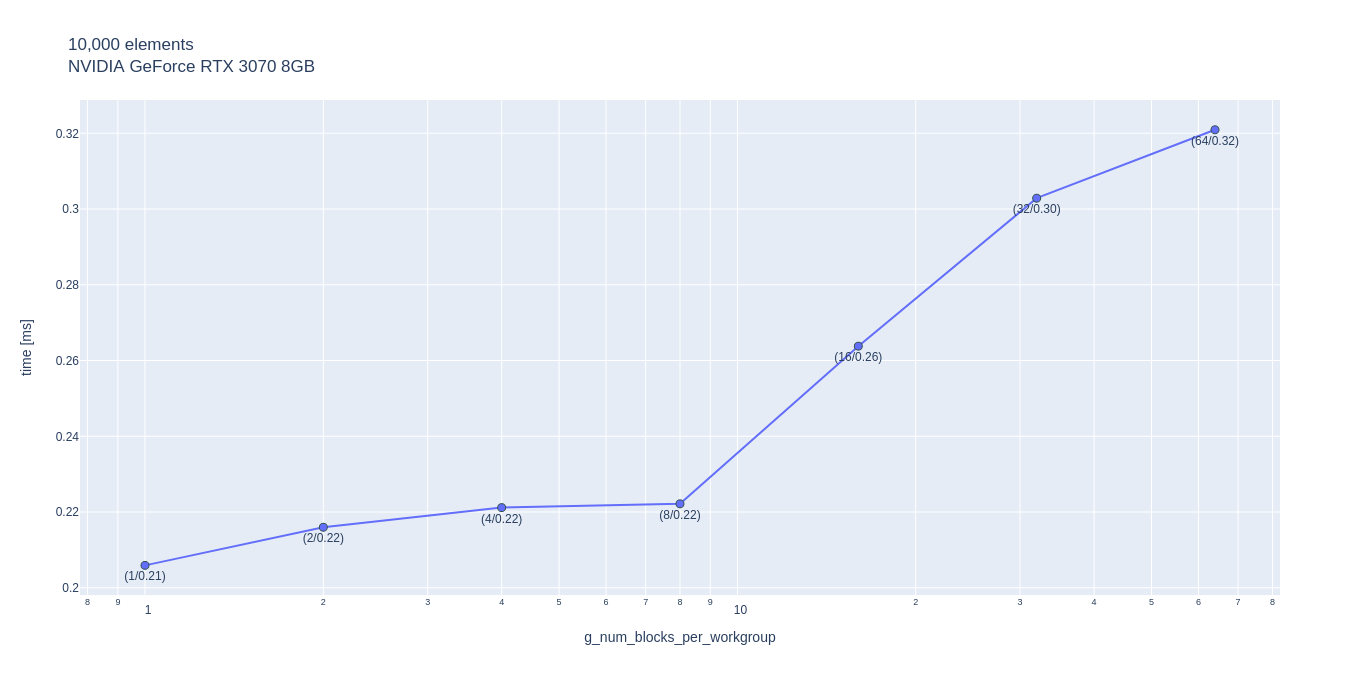 10,000 elements
NVIDIA GeForce RTX 3070 8GB
0.32
0.3
0.28
0.26
0.24
0.22
0.2
time [ms]
(1/0.21)
(2/0.22)
(4/0.22)
(8/0.22)
(16/0.26)
(32/0.30)
(64/0.32)
8 9 1 2 3 4 5 6 7 8 9 10 2 3 4 5 6 7 8
g_num_blocks_per_workgroup